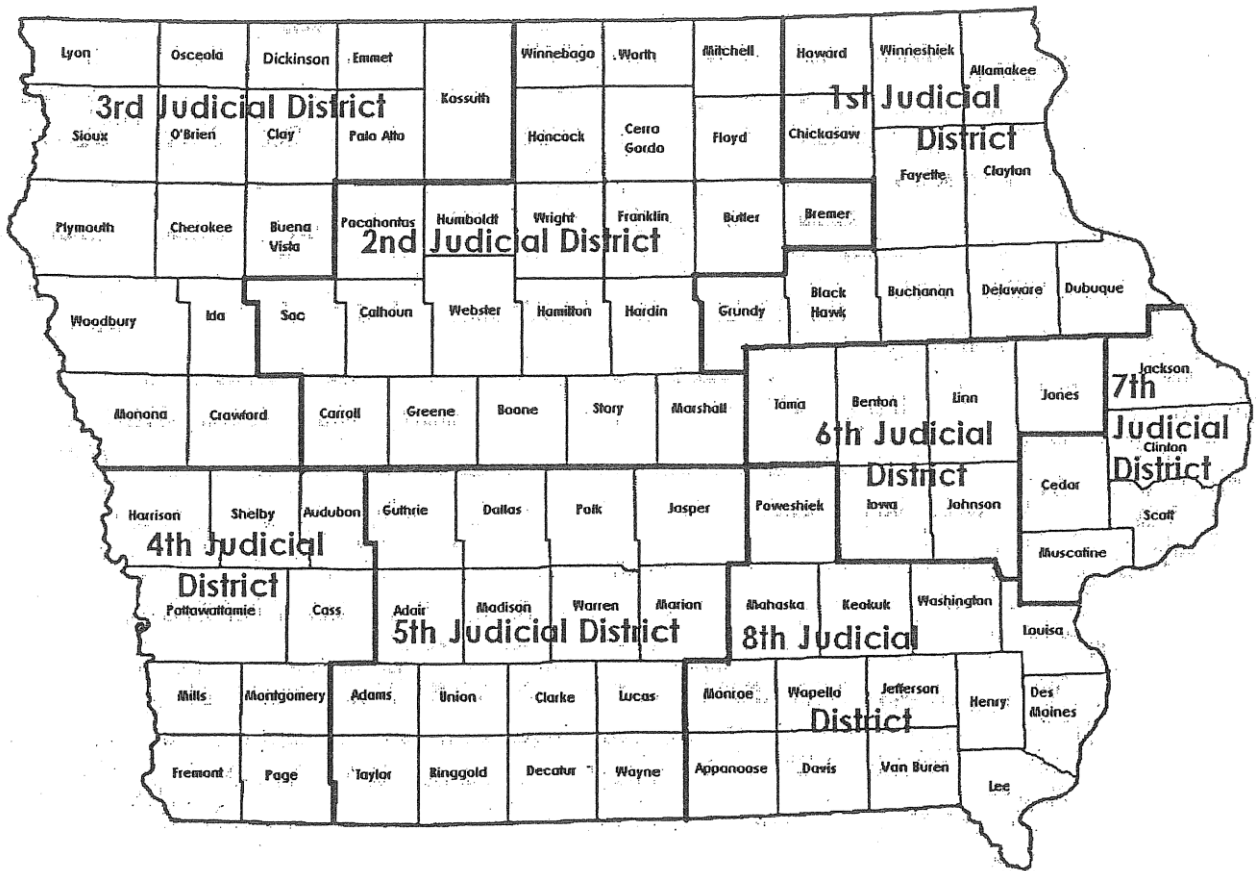 Lyon
Osceola
Dickinson
Emmet
Kossuth
Winnebago
Worth
Mitchell
Howard
Winneshiek
Allamakee
3rd Judicial District
1st Judicial
District
Sioux
O'Brien
Clay
Palo Alto
Hancock
Cerro
Gordo
Floyd
Chickasaw
Fayette
Clayton
Plymouth
Cherokee
Buena
Vista
Pocahontas
Humboldt
Wright
Franklin
Butler
Bremer
2nd Judicial District
Woodbury
Ida
Sac
Calhoun
Webster
Hamilton
Hardin
Grundy
Black
Hawk
Buchanan
Delaware
Dubuque
Monona
Crawford
Carroll
Greene
Boone
Story
Marshall
Tama
Benton
Linn
Jones
Jackson
7th
Judicial
Clinton
District
6th Judicial
District
Harrison
Shelby
Audubon
Guthrie
Dallas
Polk
Jasper
Poweshiek
Iowa
Johnson
Cedar
Scott
Muscatine
4th Judicial
District
Pottawattamie
Cass
Adair
Madison
Warren
Marion
Mahaska
Keokuk
Washington
Louisa
5th Judicial District
8th Judicial
District
Mills
Montgomery
Adams
Union
Clarke
Lucas
Monroe
Wapello
Jefferson
Henry
Des
Moines
Fremont
Page
Taylor
Ringgold
Decatur
Wayne
Appanoose
Davis
Van Buren
Lee